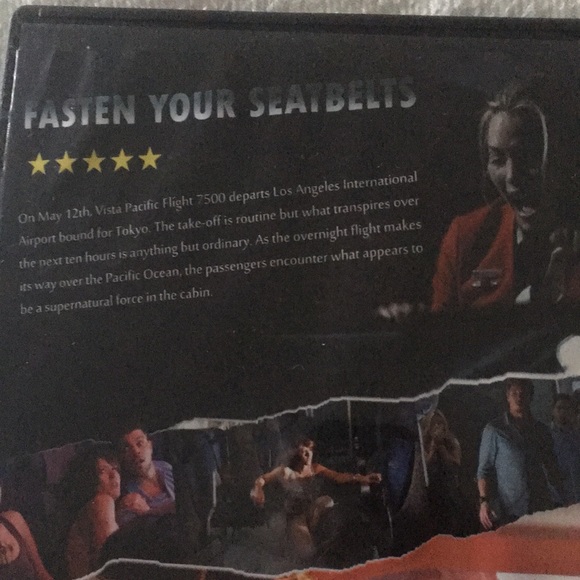 FASTEN YOUR SEATBELTS
On May 12th, Vista Pacific Flight 7500 departs Los Angeles International
Airport bound for Tokyo. The take-off is routine but what transpires over
the next ten hours is anything but ordinary. As the overnight flight makes
its way over the Pacific Ocean, the passengers encounter what appears to
be a supernatural force in the cabin.